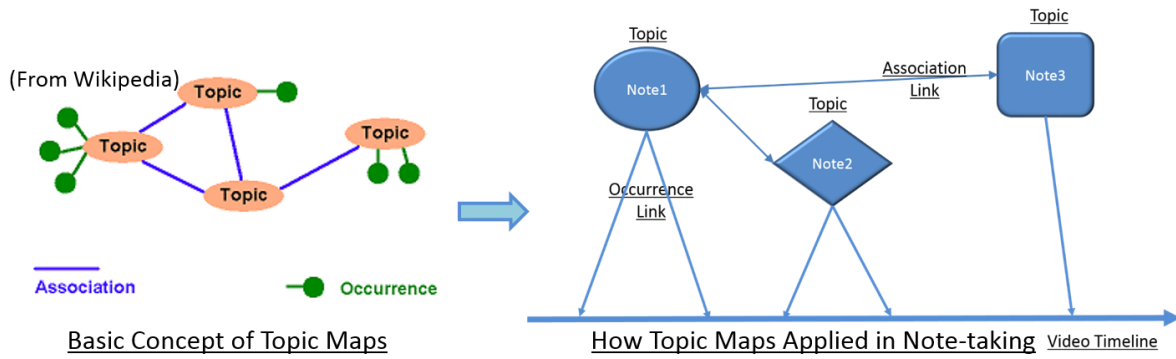 (From Wikipedia)
Topic
Topic
Topic
Topic
Association
Occurrence
Basic Concept of Topic Maps
Topic
Note1
Association
Link
Topic
Note3
Topic
Note2
Occurrence
Link
How Topic Maps Applied in Note-taking
Video Timeline